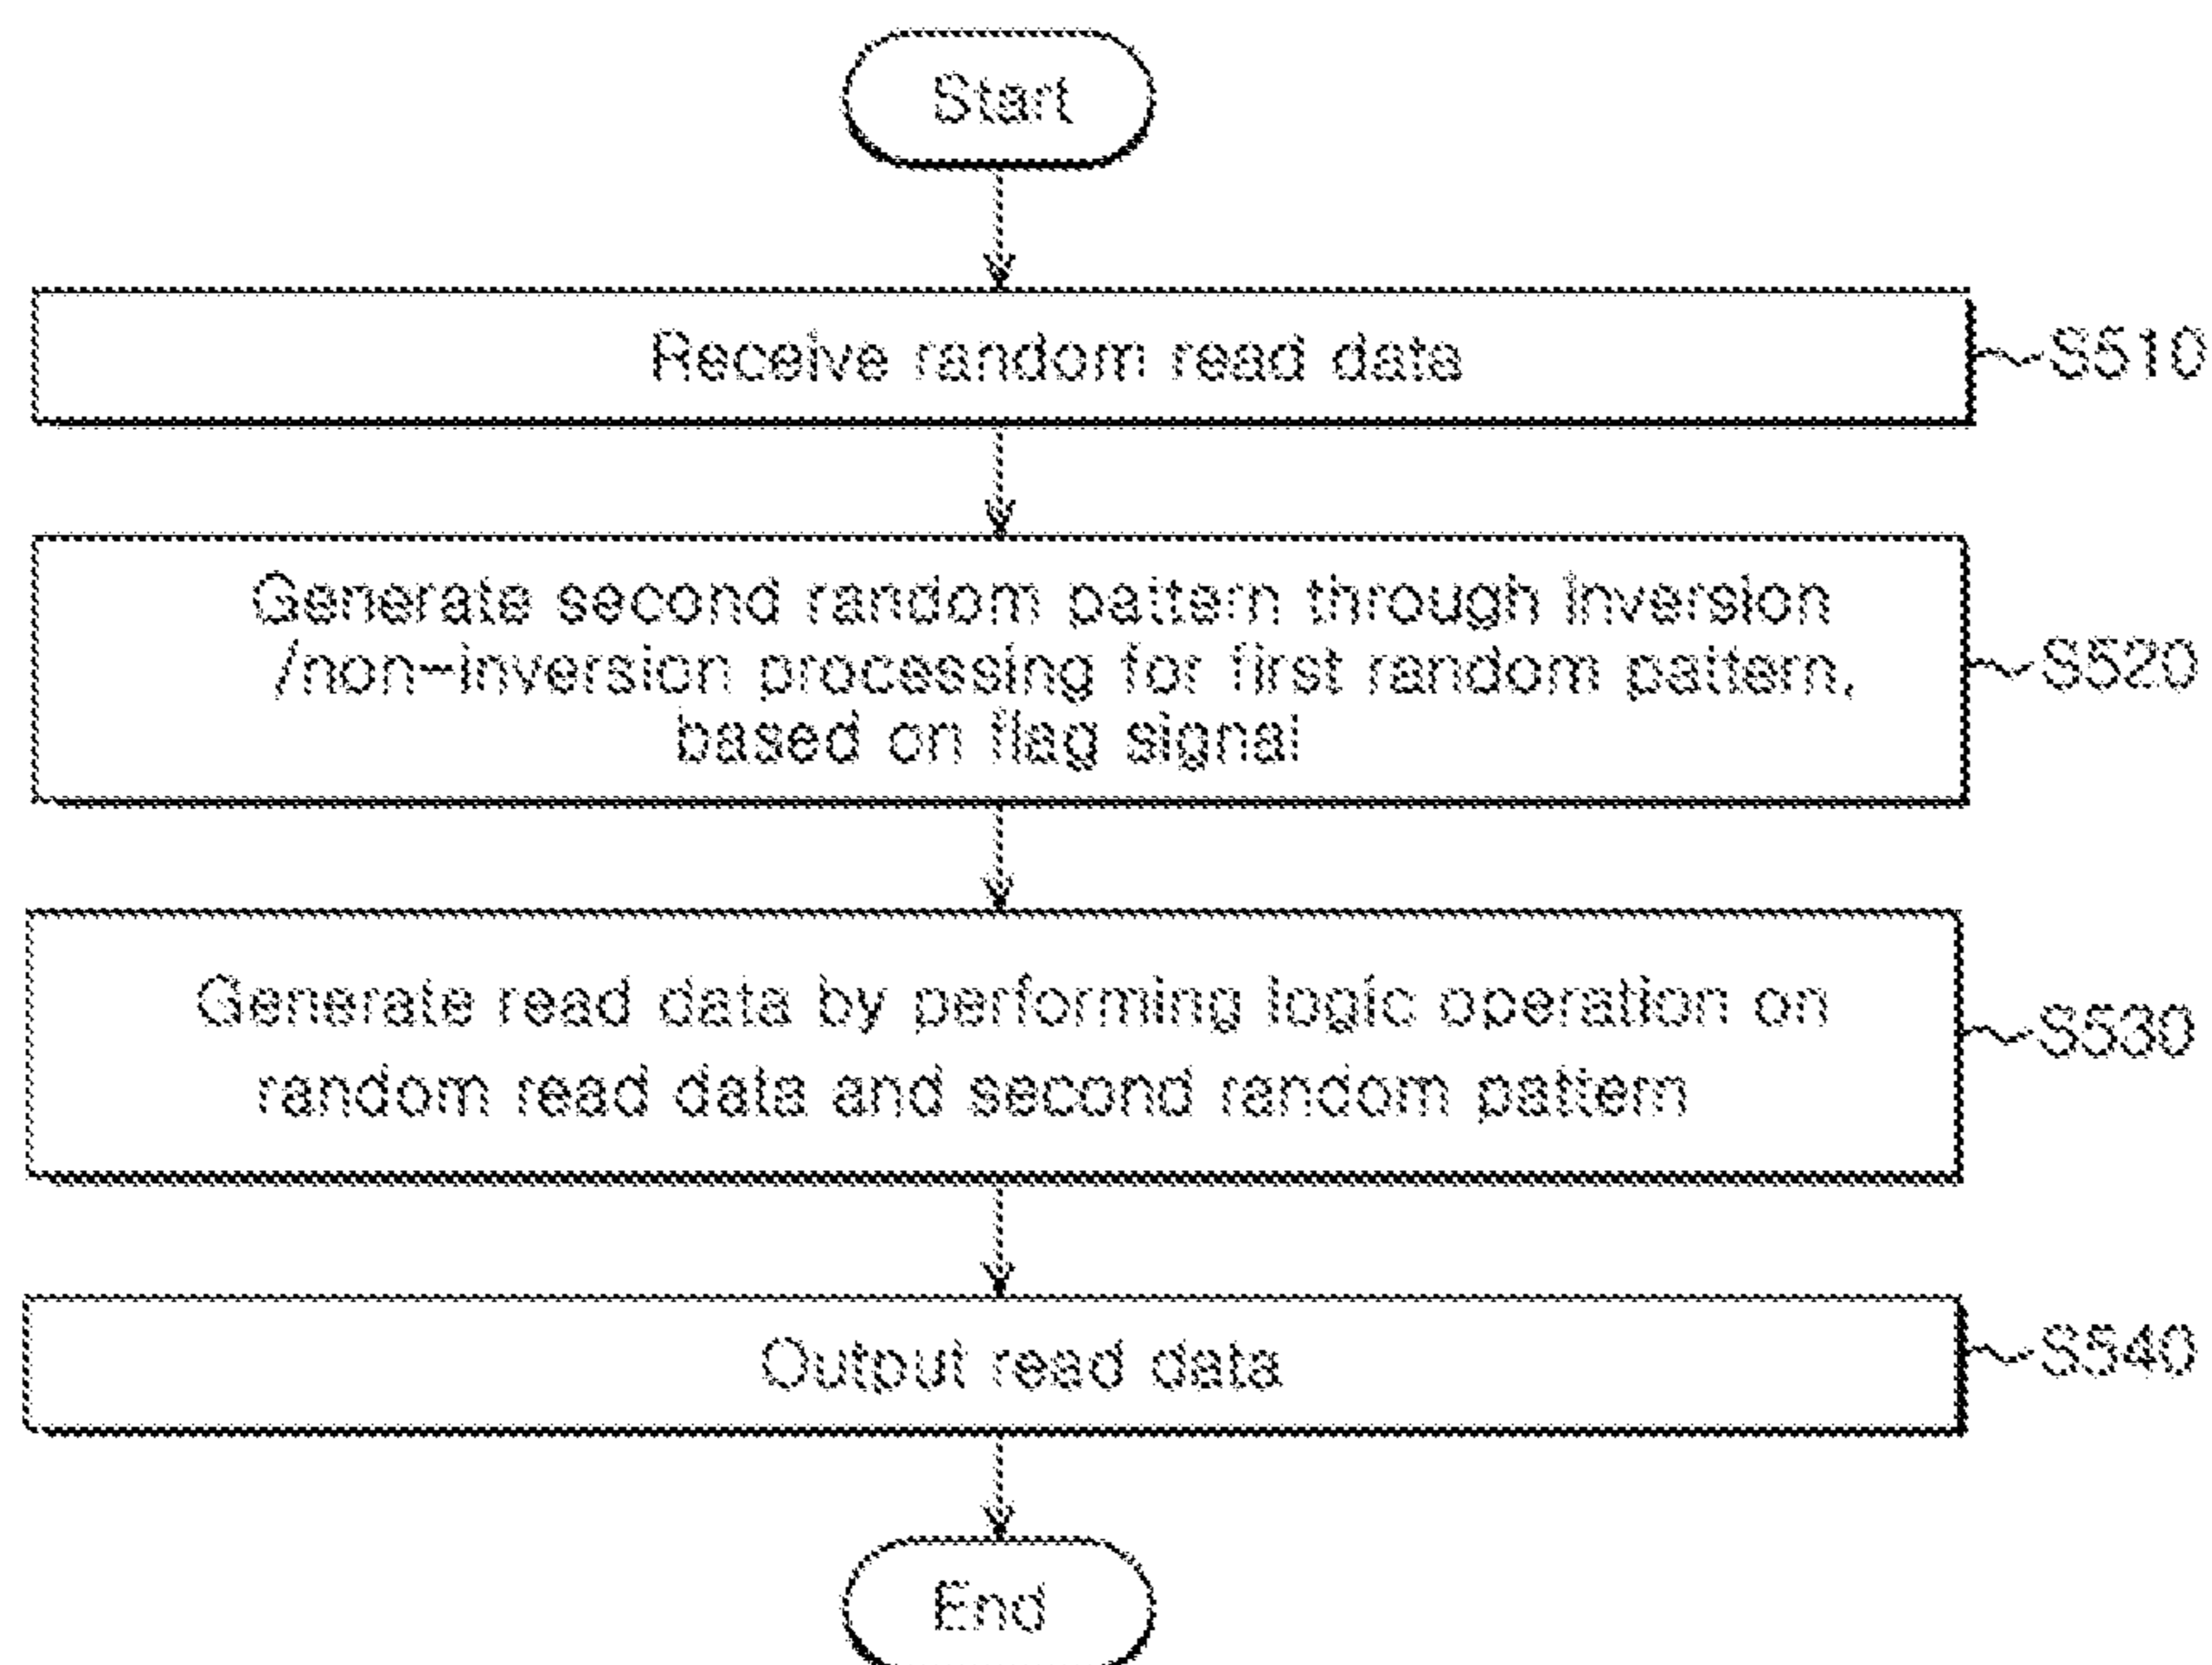 Start
Receive random read data
S510
Generate second random pattern through inversion
/non-inversion processing for first random pattern,
based on flag signal
S520
Generate read data by performing logic operation on
random read data and second random pattern
S530
Output read data
S540
End